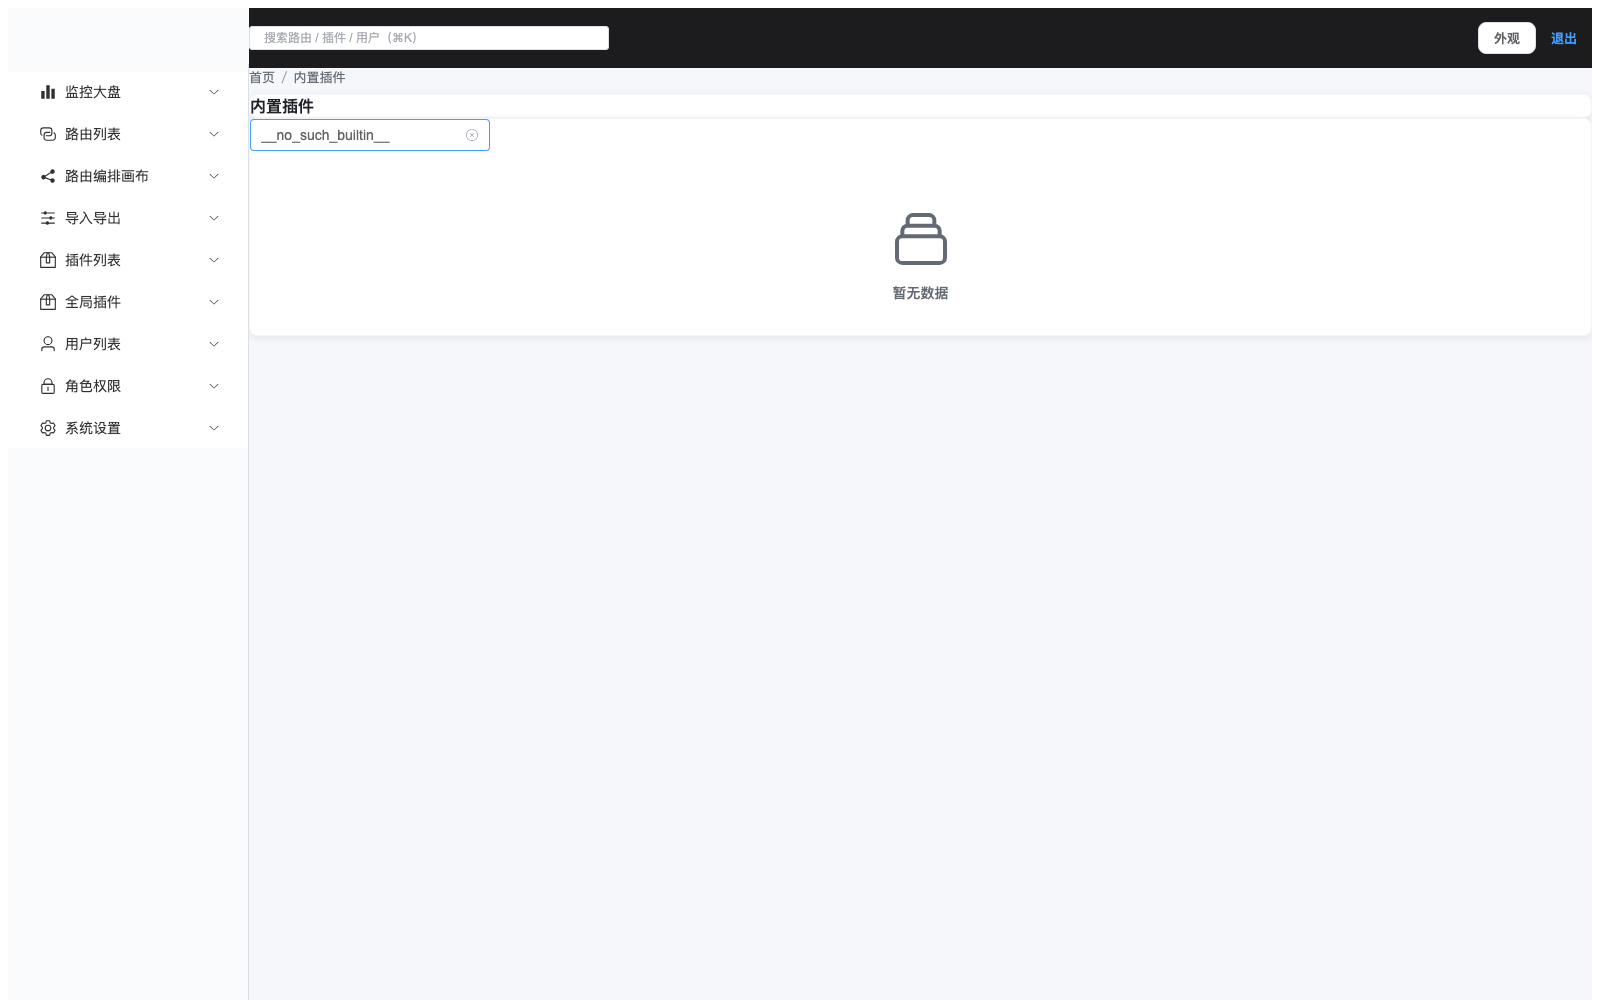 搜索路由 / 插件 / 用户（⌘K）
外观
退出
监控大盘
路由列表
路由编排画布
导入导出
插件列表
全局插件
用户列表
角色权限
系统设置
首页 / 内置插件
内置插件
__no_such_builtin__
暂无数据